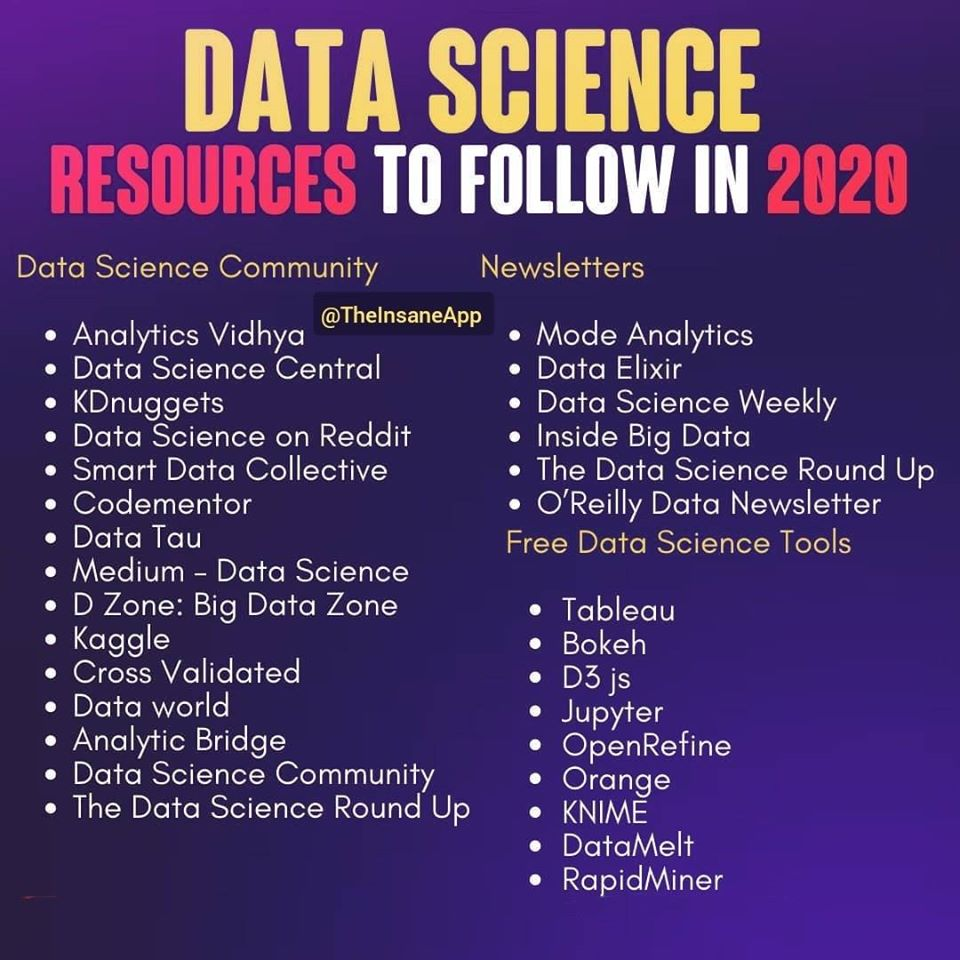 DATA SCIENCE
RESOURCES TO FOLLOW IN 2020
Data Science Community
@TheInsaneApp
• Analytics Vidhya
• Data Science Central
• KDnuggets
• Data Science on Reddit
• Smart Data Collective
• Codementor
• Data Tau
• Medium - Data Science
• D Zone: Big Data Zone
• Kaggle
• Cross Validated
• Data world
• Analytic Bridge
• Data Science Community
• The Data Science Round Up
Newsletters
• Mode Analytics
• Data Elixir
• Data Science Weekly
• Inside Big Data
• The Data Science Round Up
• O’Reilly Data Newsletter
Free Data Science Tools
• Tableau
• Bokeh
• D3 js
• Jupyter
• OpenRefine
• Orange
• KNIME
• DataMelt
• RapidMiner